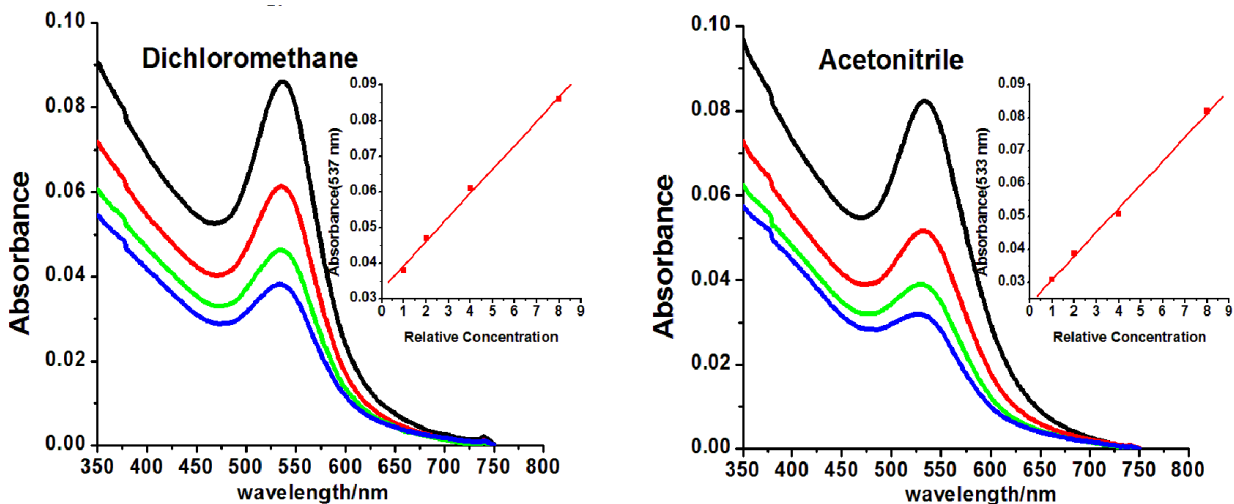 Dichloromethane
Absorbance
0.10
0.08
0.06
0.04
0.02
0.00
350 400 450 500 550 600 650 700 750 800
wavelength/nm
Absorbance(537 nm)
0.09
0.08
0.07
0.06
0.05
0.04
0.03
0 1 2 3 4 5 6 7 8 9
Relative Concentration
Acetonitrile
Absorbance
0.10
0.08
0.06
0.04
0.02
0.00
350 400 450 500 550 600 650 700 750 800
wavelength/nm
Absorbance(533 nm)
0.09
0.08
0.07
0.06
0.05
0.04
0.03
0 1 2 3 4 5 6 7 8 9
Relative Concentration